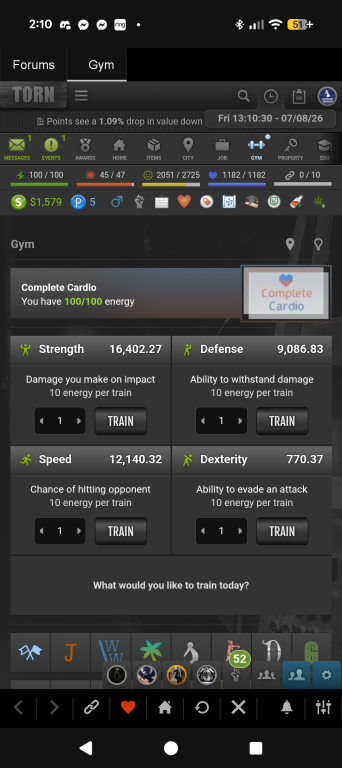 2:10
ring
51+
Forums
Gym
TORN
Points see a 1.09% drop in value down
Fri 13:10:30 - 07/08/26
1
1
MESSAGES
EVENTS
AWARDS
HOME
ITEMS
CITY
JOB
GYM
PROPERTY
EDU
100 / 100
45 / 47
2051 / 2725
1182 / 1182
0 / 10
$ $1,579
P 5
Gym
Complete Cardio
You have 100/100 energy
Complete
Cardio
Strength 16,402.27
Damage you make on impact
10 energy per train
1
TRAIN
Defense 9,086.83
Ability to withstand damage
10 energy per train
1
TRAIN
Speed 12,140.32
Chance of hitting opponent
10 energy per train
1
TRAIN
Dexterity 770.37
Ability to evade an attack
10 energy per train
1
TRAIN
What would you like to train today?
J
W
W
D
G
52